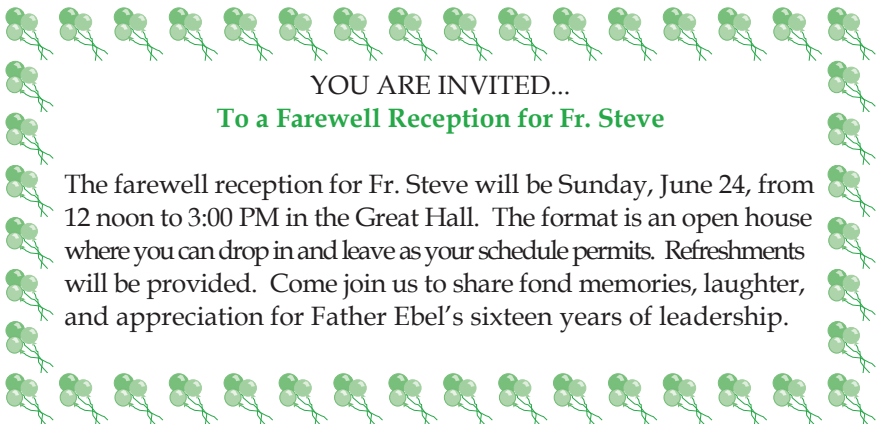 YOU ARE INVITED...
To a Farewell Reception for Fr. Steve
The farewell reception for Fr. Steve will be Sunday, June 24, from
12 noon to 3:00 PM in the Great Hall.  The format is an open house
where you can drop in and leave as your schedule permits.  Refreshments
will be provided.  Come join us to share fond memories, laughter,
and appreciation for Father Ebel’s sixteen years of leadership.